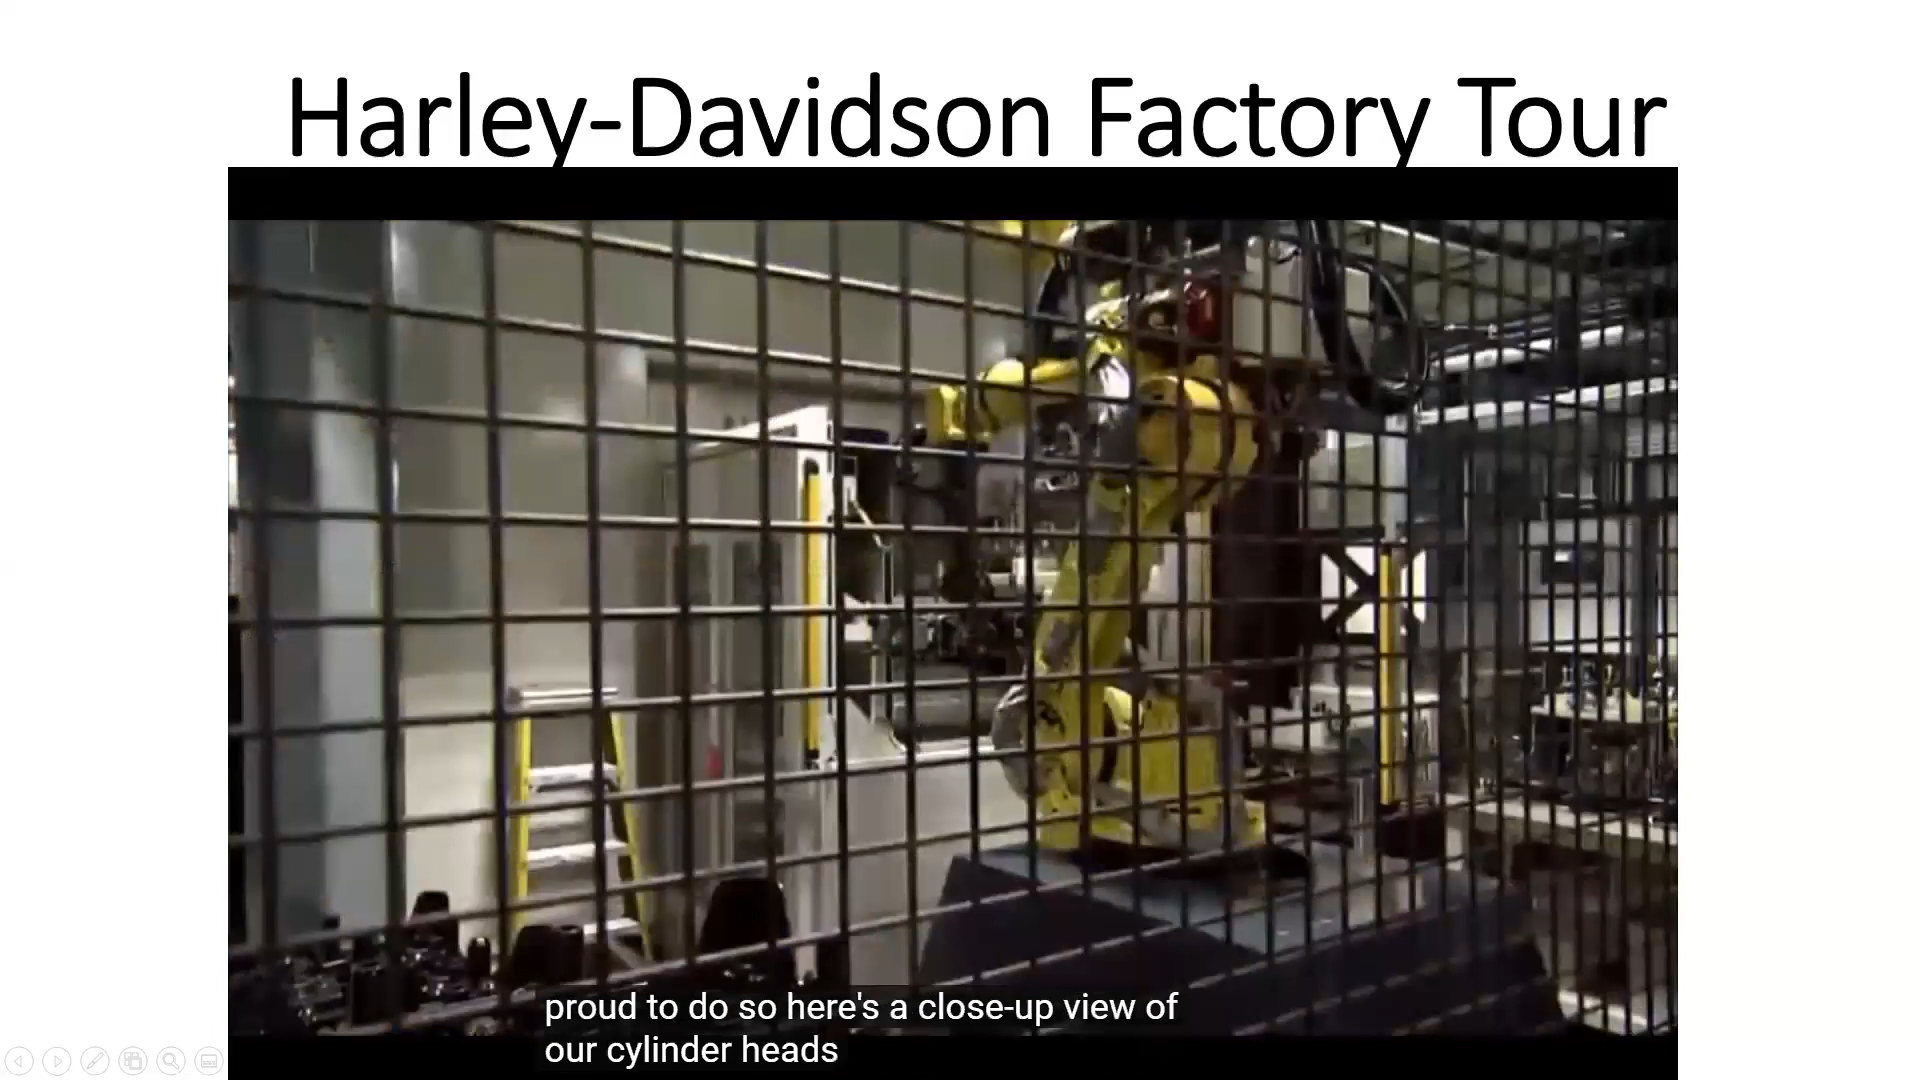 Harley-Davidson Factory Tour
proud to do so here's a close-up view of
our cylinder heads